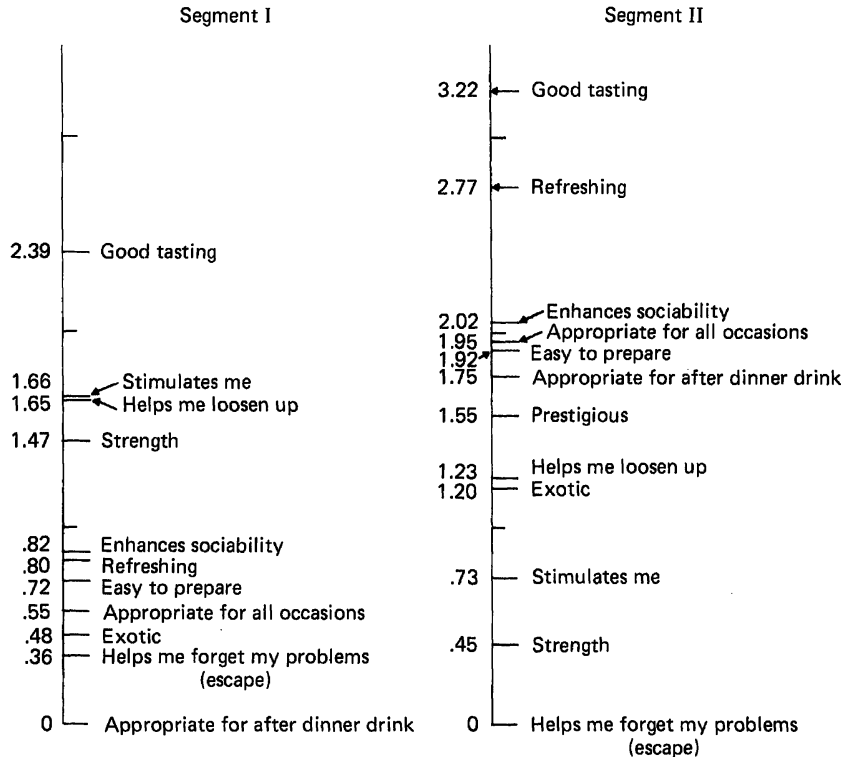 Segment I
2.39 Good tasting
1.66 Stimulates me
1.65 Helps me loosen up
1.47 Strength
.82 Enhances sociability
.80 Refreshing
.72 Easy to prepare
.55 Appropriate for all occasions
.48 Exotic
.36 Helps me forget my problems
(escape)
0 Appropriate for after dinner drink
Segment II
3.22 Good tasting
2.77 Refreshing
2.02 Enhances sociability
1.95 Appropriate for all occasions
1.92 Easy to prepare
1.75 Appropriate for after dinner drink
1.55 Prestigious
1.23 Helps me loosen up
1.20 Exotic
.73 Stimulates me
.45 Strength
0 Helps me forget my problems
(escape)